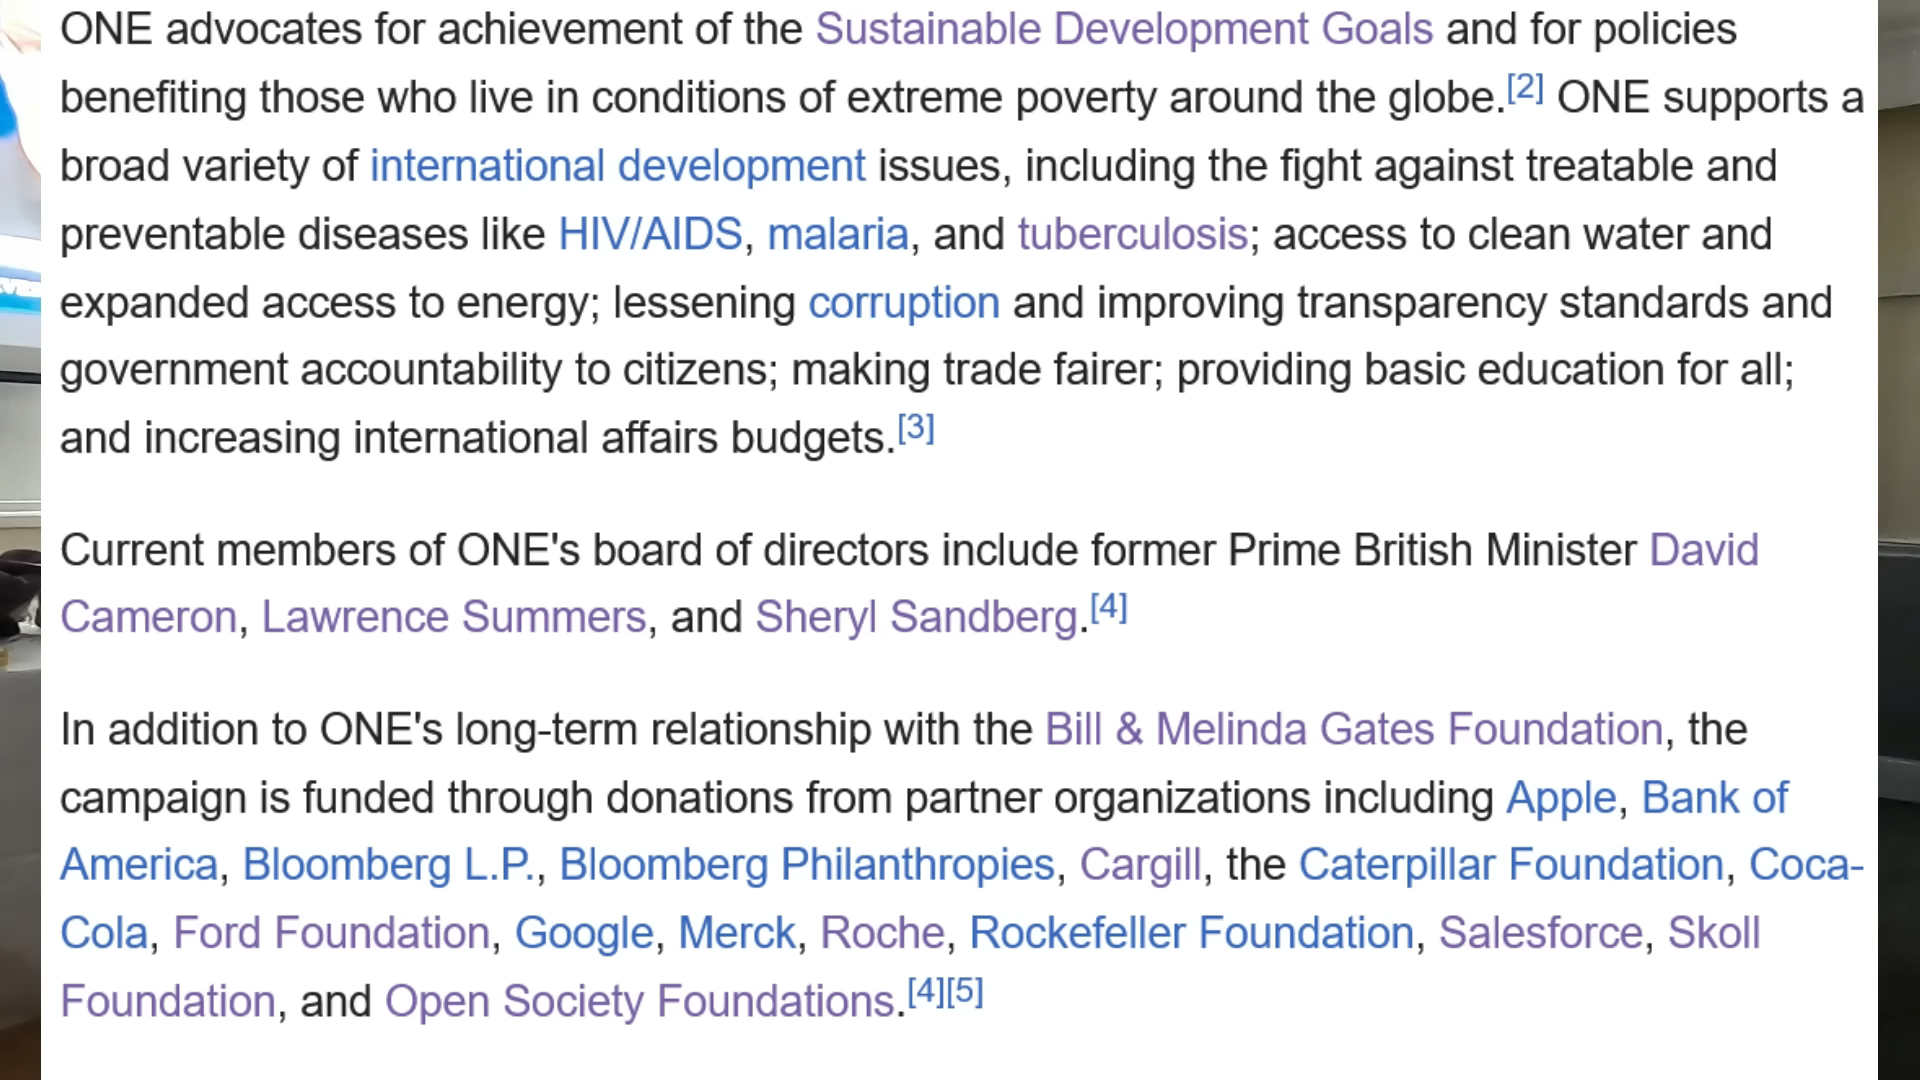 ONE advocates for achievement of the Sustainable Development Goals and for policies
benefiting those who live in conditions of extreme poverty around the globe.[2] ONE supports a
broad variety of international development issues, including the fight against treatable and
preventable diseases like HIV/AIDS, malaria, and tuberculosis; access to clean water and
expanded access to energy; lessening corruption and improving transparency standards and
government accountability to citizens; making trade fairer; providing basic education for all;
and increasing international affairs budgets.[3]
Current members of ONE's board of directors include former Prime British Minister David
Cameron, Lawrence Summers, and Sheryl Sandberg.[4]
In addition to ONE's long-term relationship with the Bill & Melinda Gates Foundation, the
campaign is funded through donations from partner organizations including Apple, Bank of
America, Bloomberg L.P., Bloomberg Philanthropies, Cargill, the Caterpillar Foundation, Coca-
Cola, Ford Foundation, Google, Merck, Roche, Rockefeller Foundation, Salesforce, Skoll
Foundation, and Open Society Foundations.[4][5]